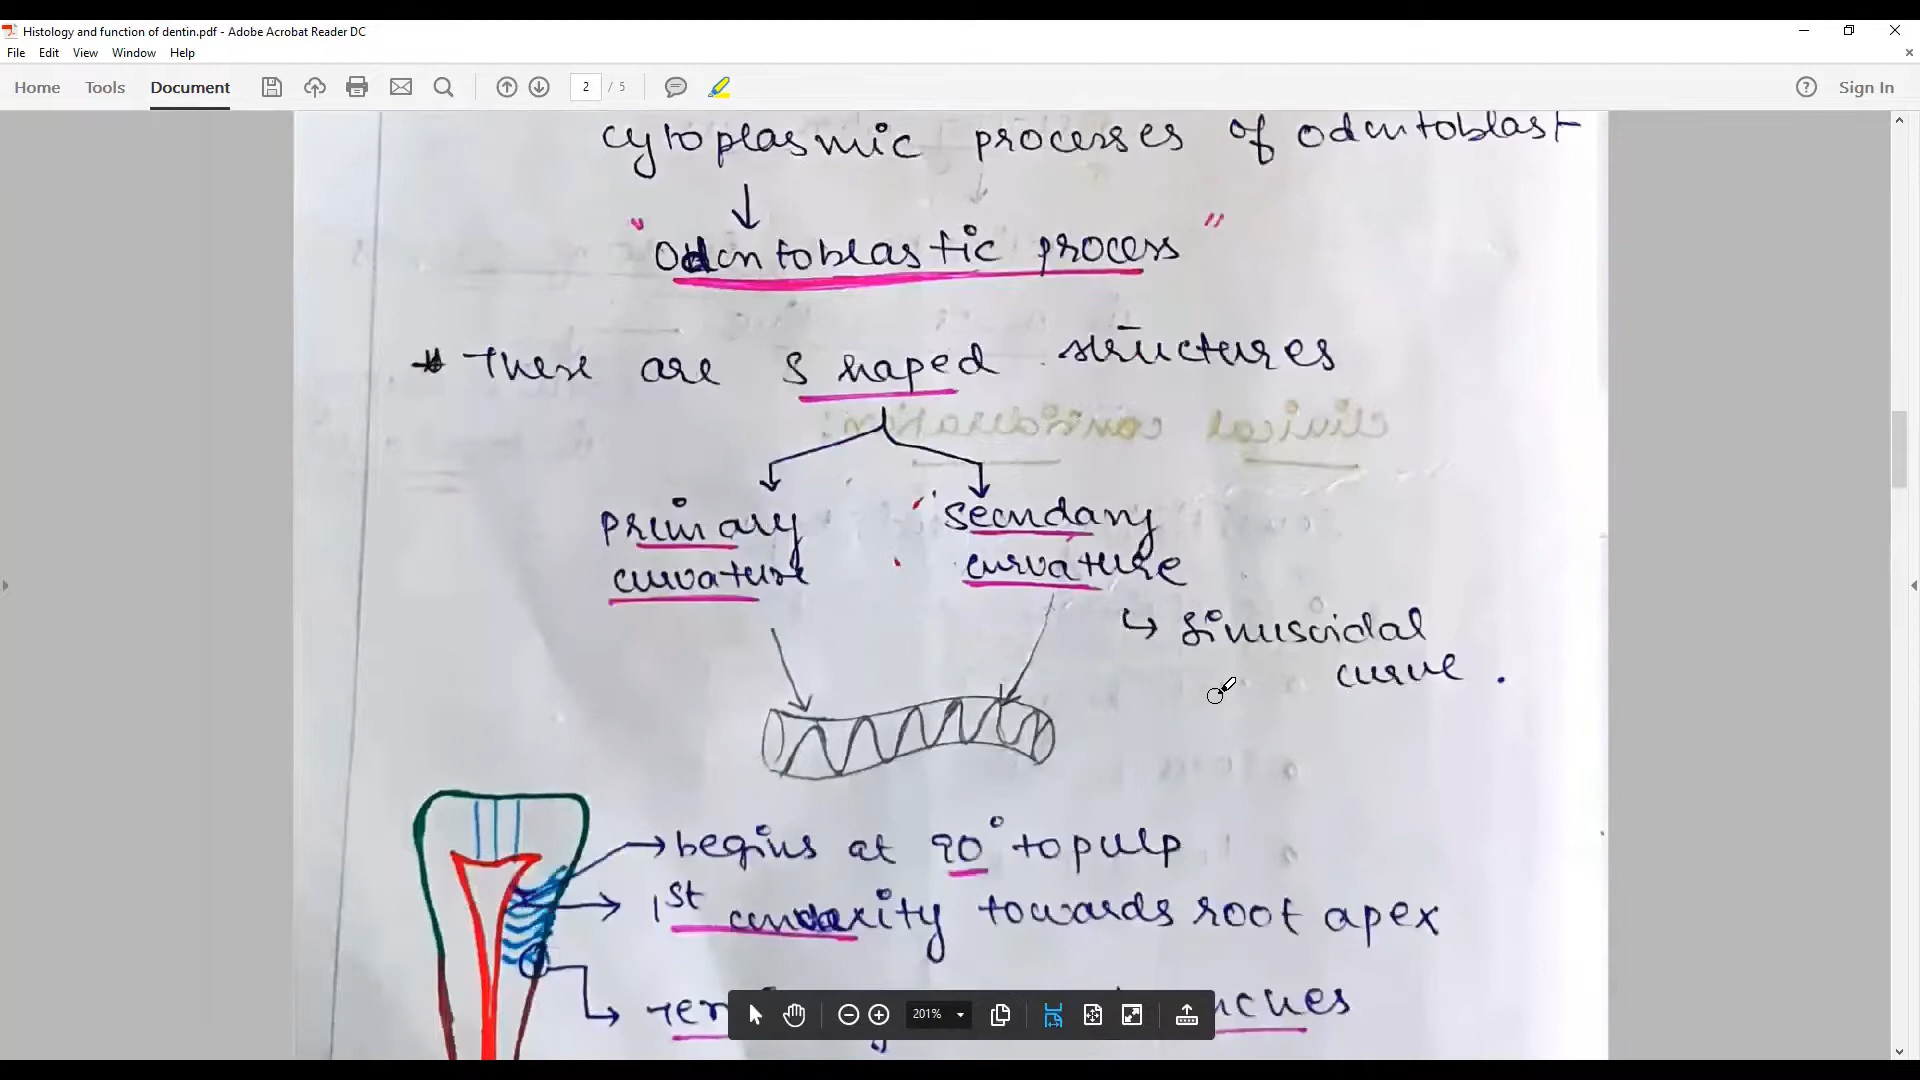 Histology and function of dentin.pdf - Adobe Acrobat Reader DC
File Edit View Window Help
Home Tools Document 2 / 5 Sign In
cytoplasmic processes of odontoblast
"Odontoblastic process"
* These are S shaped structures
primary curvature
secondary curvature
↳ sinusoidal
curve.
→ begins at 90° to pulp
→ 1st convexity towards root apex
201%